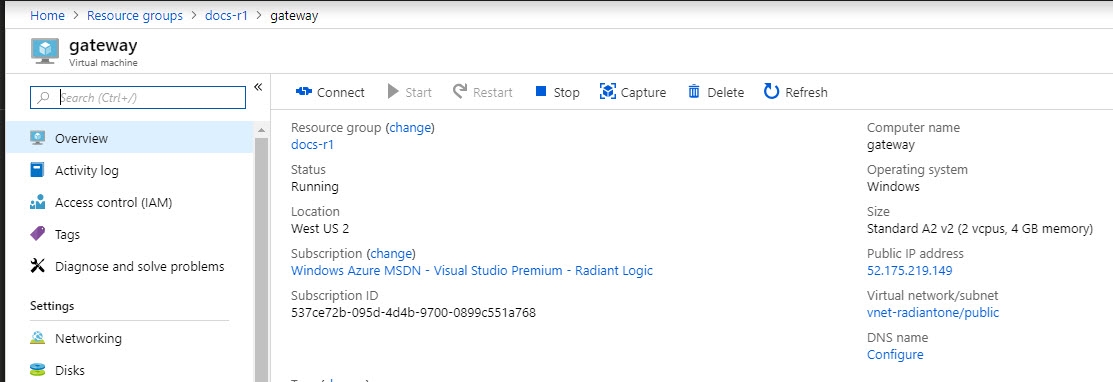 Home > Resource groups > docs-r1 > gateway
gateway
Virtual machine
Search (Ctrl+/)
«
Overview
Activity log
Access control (IAM)
Tags
Diagnose and solve problems
Settings
Networking
Disks
Connect Start Restart Stop Capture Delete Refresh
Resource group (change)
docs-r1
Status
Running
Location
West US 2
Subscription (change)
Windows Azure MSDN - Visual Studio Premium - Radiant Logic
Subscription ID
537ce72b-095d-4d4b-9700-0899c551a768
Computer name
gateway
Operating system
Windows
Size
Standard A2 v2 (2 vcpus, 4 GB memory)
Public IP address
52.175.219.149
Virtual network/subnet
vnet-radiantone/public
DNS name
Configure